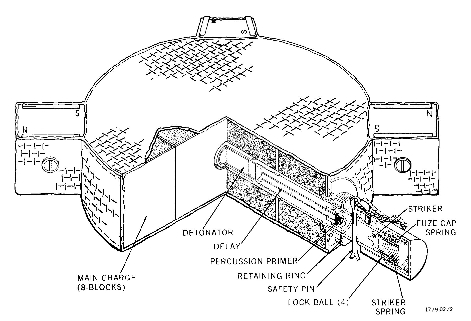 S
N
N
S
DETONATOR
DELAY
PERCUSSION PRIMER
RETAINING RING
SAFETY PIN
LOCK BALL (4)
MAIN CHARGE
(8-BLOCKS)
STRIKER
FUZE CAP
SPRING
STRIKER
SPRING